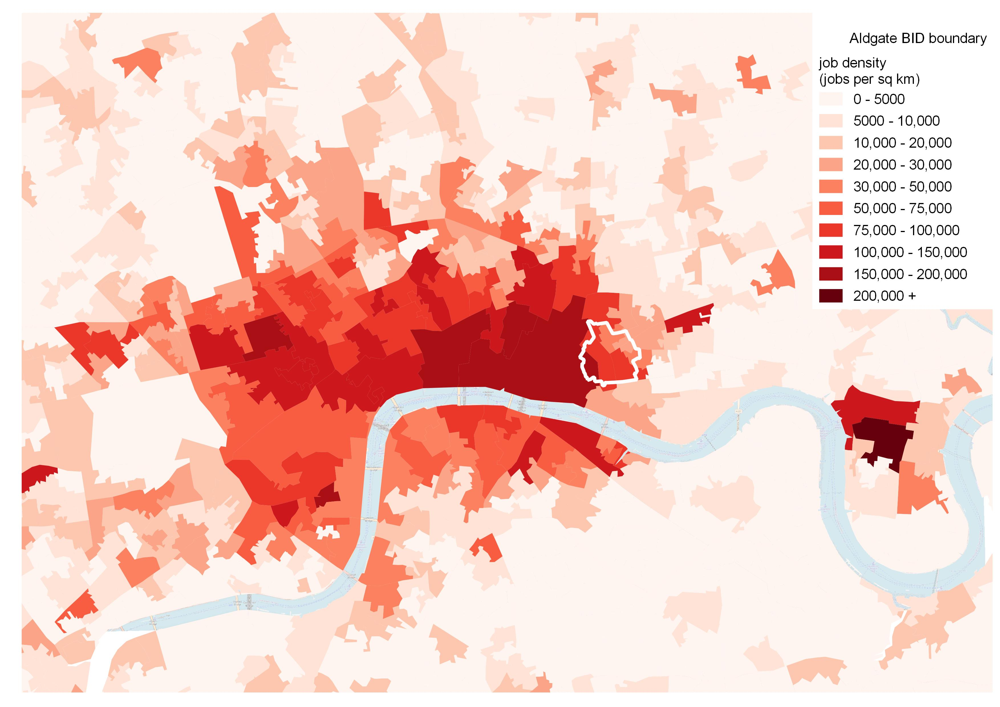 Aldgate BID boundary
job density
(jobs per sq km)
0 - 5000
5000 - 10,000
10,000 - 20,000
20,000 - 30,000
30,000 - 50,000
50,000 - 75,000
75,000 - 100,000
100,000 - 150,000
150,000 - 200,000
200,000 +
London
Bridge